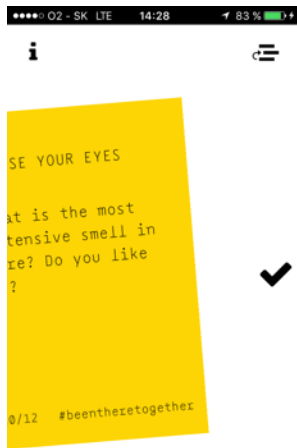 O2 - SK LTE 14:28 83 %
i
SE YOUR EYES
at is the most
tensive smell in
re? Do you like
?
0/12 #beentheretogether